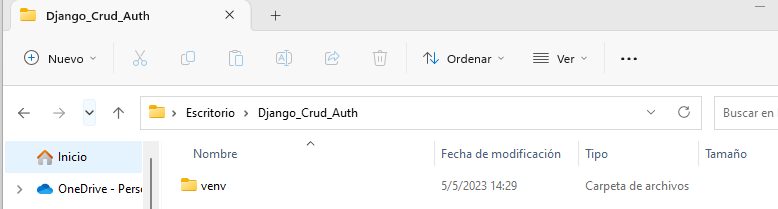 Django_Crud_Auth
Nuevo Ordenar Ver
Escritorio Django_Crud_Auth Buscar en
Inicio Nombre Fecha de modificación Tipo Tamaño
OneDrive - Perso venv 5/5/2023 14:29 Carpeta de archivos